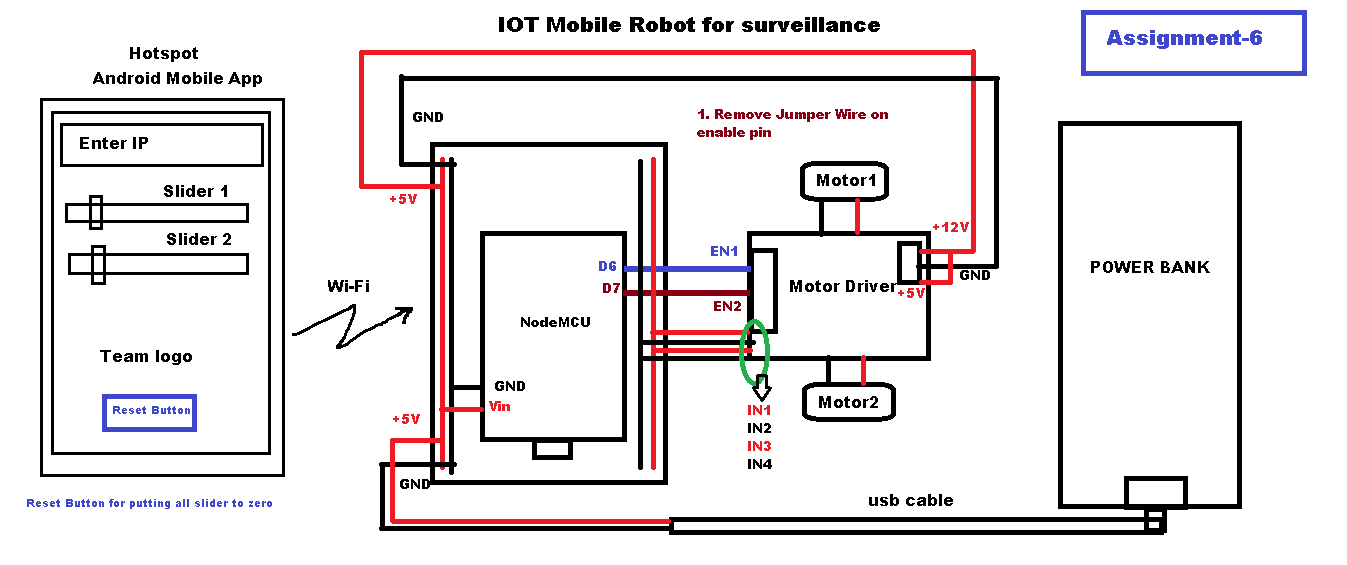 IOT Mobile Robot for surveillance
Assignment-6
Hotspot
Android Mobile App
Enter IP
Slider 1
Slider 2
Team logo
Reset Button
Reset Button for putting all slider to zero
Wi-Fi
GND
+5V
1. Remove Jumper Wire on
enable pin
Motor1
+12V
EN1
D6
D7
EN2
Motor Driver
GND
+5V
NodeMCU
GND
Vin
+5V
GND
Motor2
IN1
IN2
IN3
IN4
POWER BANK
usb cable